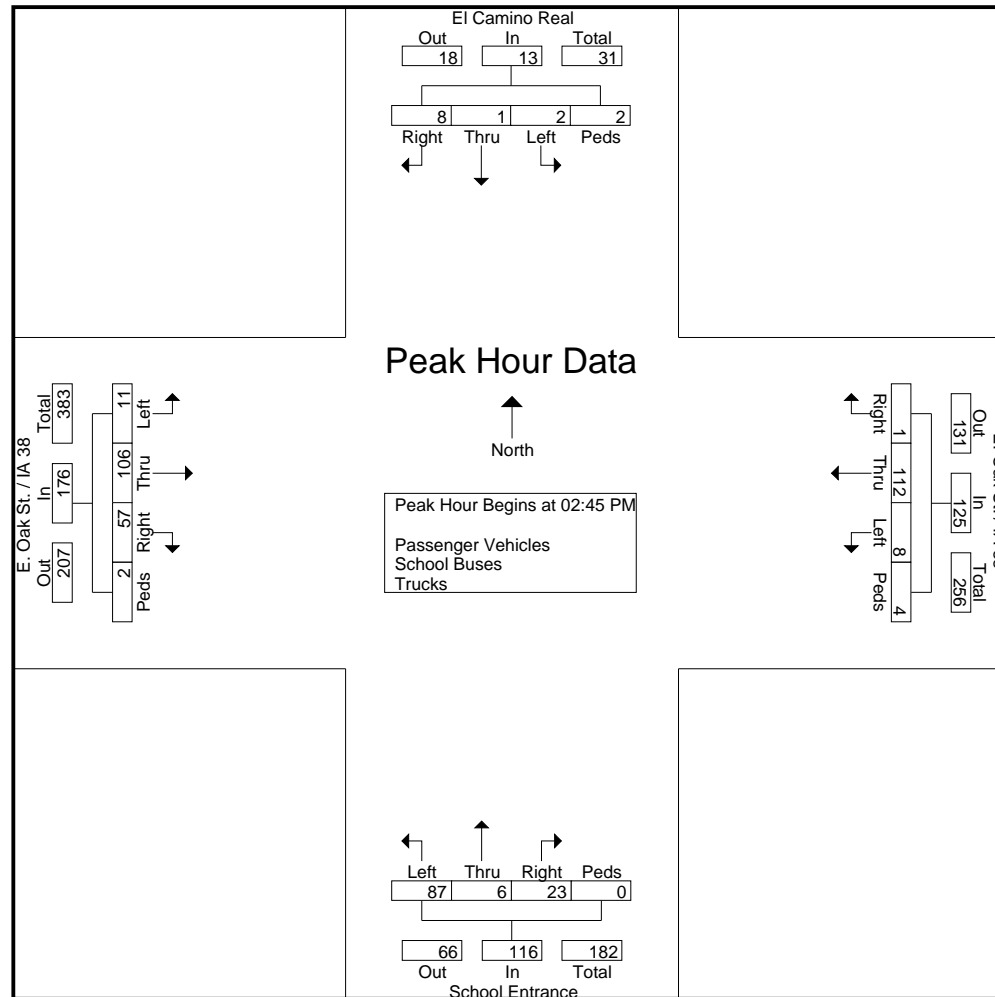 El Camino Real
Out In Total
18 13 31
8 1 2 2
Right Thru Left Peds
Peak Hour Data
North
Peak Hour Begins at 02:45 PM
Passenger Vehicles
School Buses
Trucks
E. Oak St. / IA 38
Out In Total
207 176 383
11 106 57 2
Left Thru Right Peds
Out In Total
131 125 256
1 112 8 4
Right Thru Left Peds
Left Thru Right Peds
87 6 23 0
66 116 182
Out In Total
School Entrance